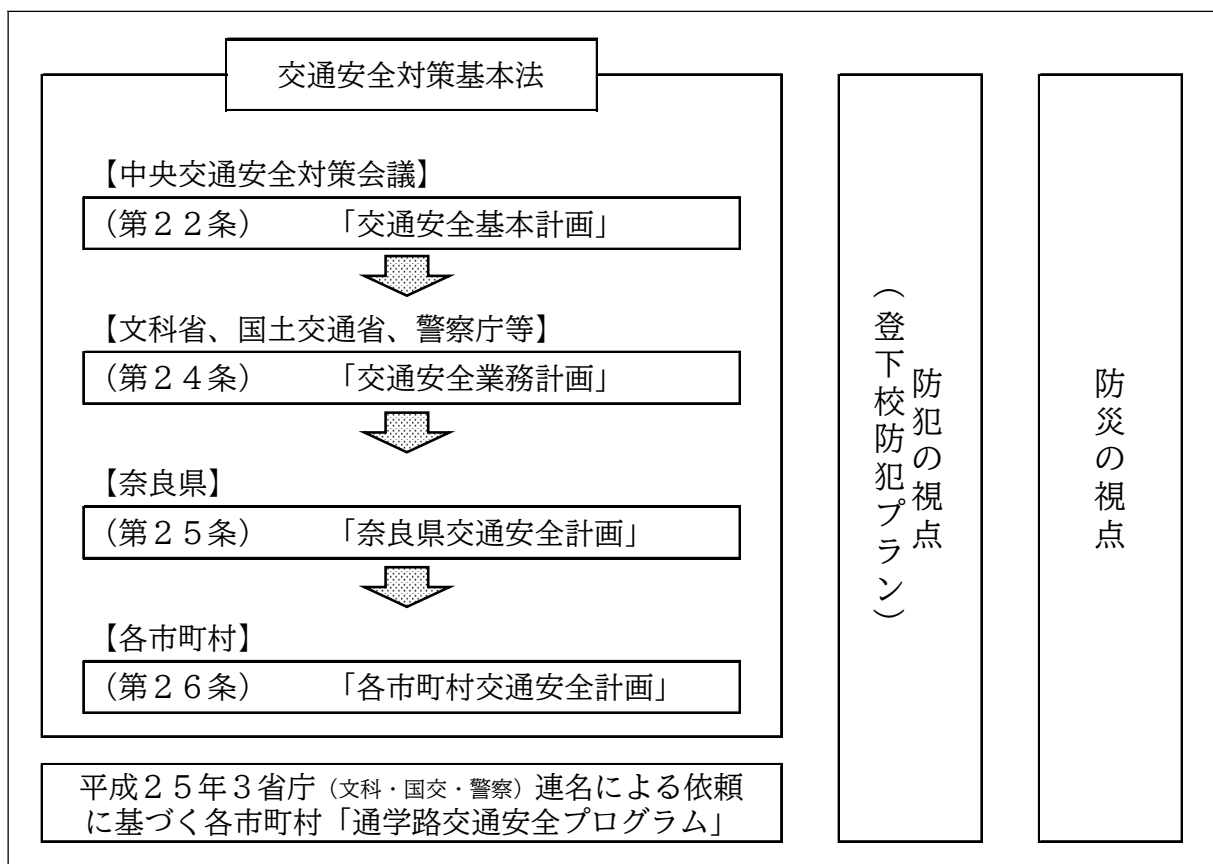 交通安全対策基本法
【中央交通安全対策会議】
（第２２条）　「交通安全基本計画」
【文科省、国土交通省、警察庁等】
（第２４条）　「交通安全業務計画」
【奈良県】
（第２５条）　「奈良県交通安全計画」
【各市町村】
（第２６条）　「各市町村交通安全計画」
平成２５年３省庁（文科・国交・警察）連名による依頼
に基づく各市町村「通学路交通安全プログラム」
防犯の視点
（登下校防犯プラン）
防災の視点